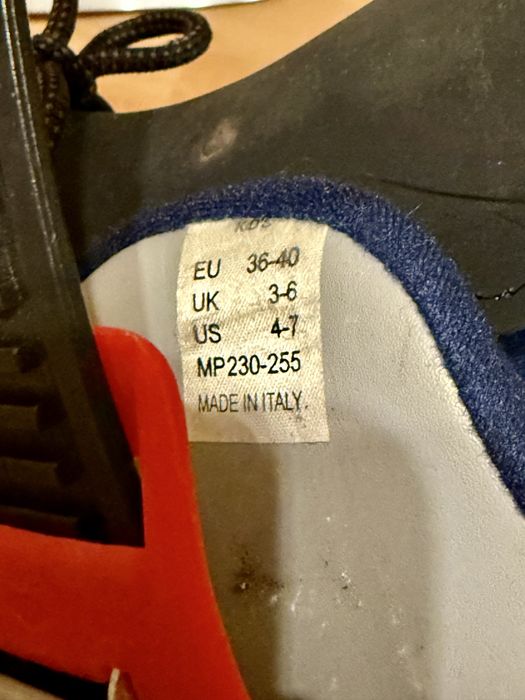 EU 36-40
UK 3-6
US 4-7
MP230-255
MADE IN ITALY